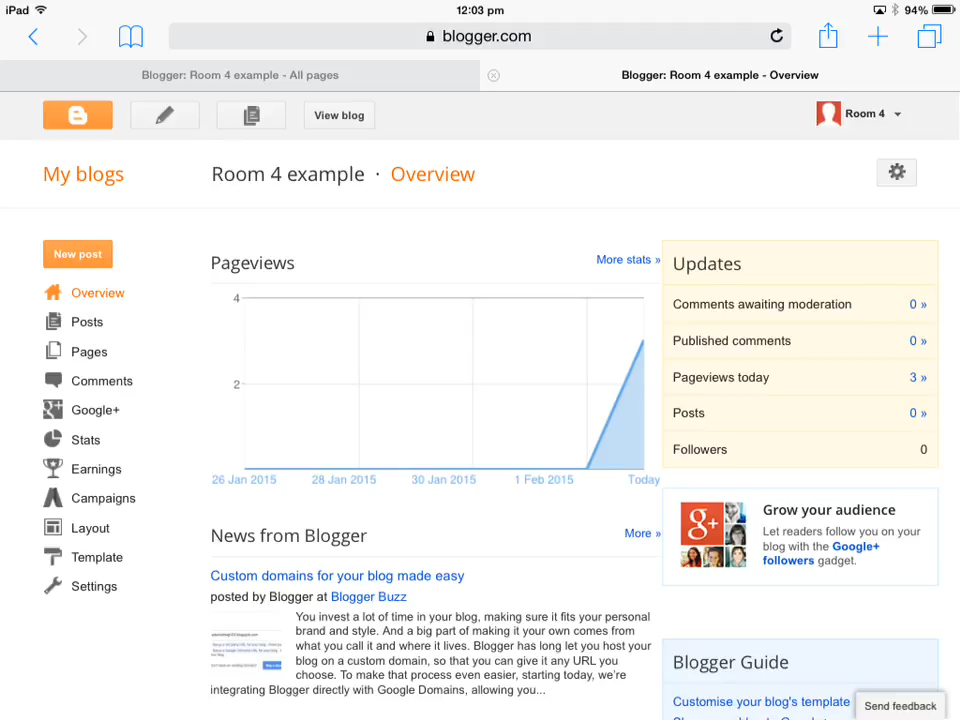 iPad
12:03 pm
94%
blogger.com
Blogger: Room 4 example - All pages
Blogger: Room 4 example - Overview
View blog
Room 4
My blogs
Room 4 example · Overview
New post
Overview
Posts
Pages
Comments
Google+
Stats
Earnings
Campaigns
Layout
Template
Settings
Pageviews
More stats »
4
2
26 Jan 2015
28 Jan 2015
30 Jan 2015
1 Feb 2015
Today
News from Blogger
More »
Custom domains for your blog made easy
posted by Blogger at Blogger Buzz
You invest a lot of time in your blog, making sure it fits your personal
brand and style. And a big part of making it your own comes from
what you call it and where it lives. Blogger has long let you host your
blog on a custom domain, so that you can give it any URL you
choose. To make that process even easier, starting today, we're
integrating Blogger directly with Google Domains, allowing you...
Updates
Comments awaiting moderation 0 »
Published comments 0 »
Pageviews today 3 »
Posts 0 »
Followers 0
g+
Grow your audience
Let readers follow you on your
blog with the Google+
followers gadget.
Blogger Guide
Customise your blog's template
Send feedback